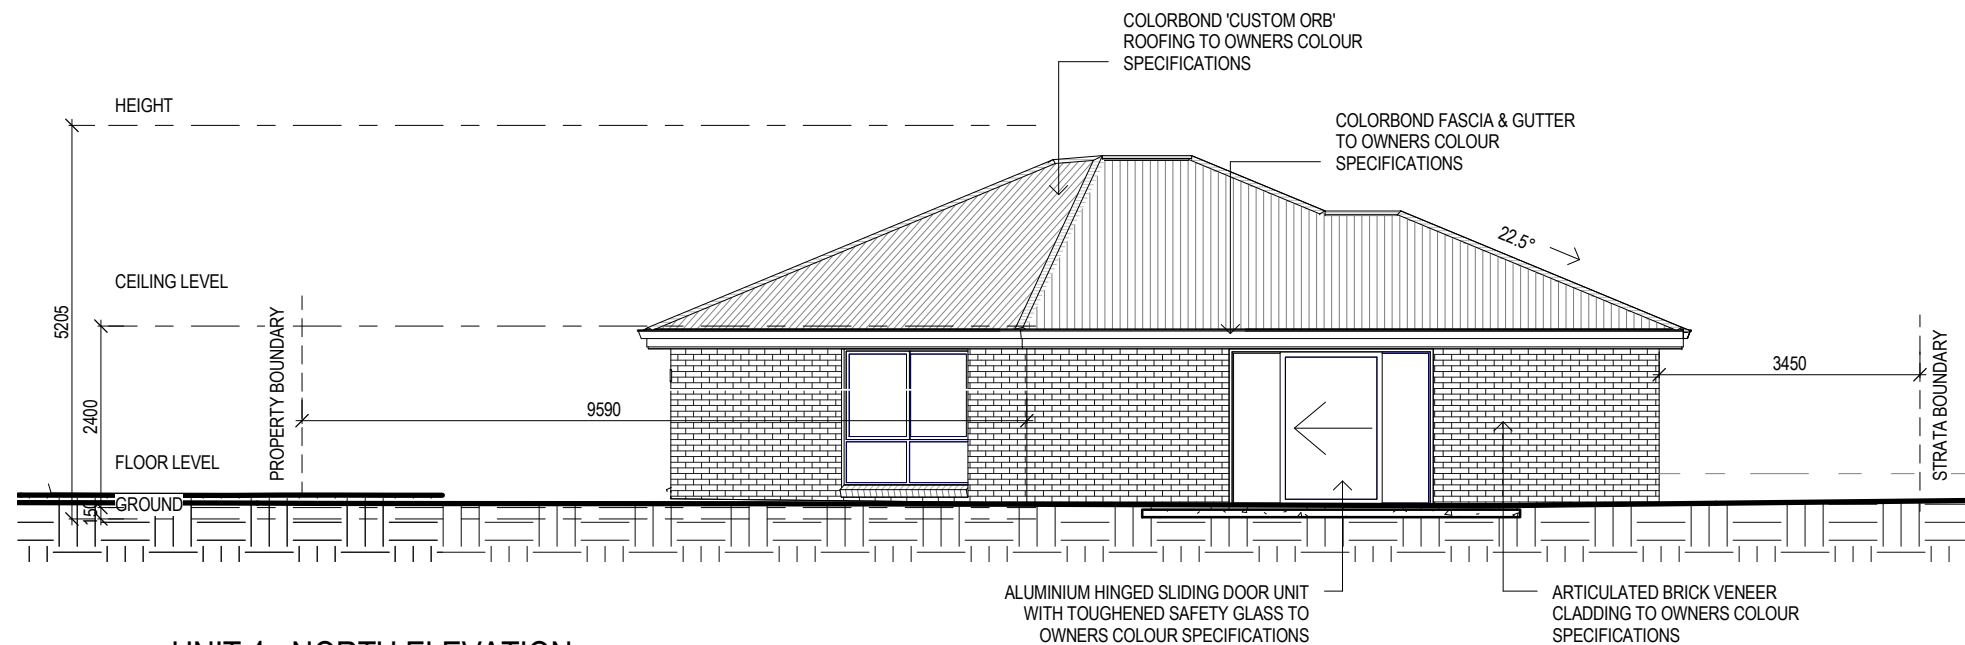 COLORBOND 'CUSTOM ORB'
ROOFING TO OWNERS COLOUR
SPECIFICATIONS
HEIGHT
COLORBOND FASCIA & GUTTER
TO OWNERS COLOUR
SPECIFICATIONS
22.5°
CEILING LEVEL
5205
PROPERTY BOUNDARY
STRATA BOUNDARY
3450
2400
9590
FLOOR LEVEL
GROUND
150
ALUMINIUM HINGED SLIDING DOOR UNIT
WITH TOUGHENED SAFETY GLASS TO
OWNERS COLOUR SPECIFICATIONS
ARTICULATED BRICK VENEER
CLADDING TO OWNERS COLOUR
SPECIFICATIONS
NORTH ELEVATION